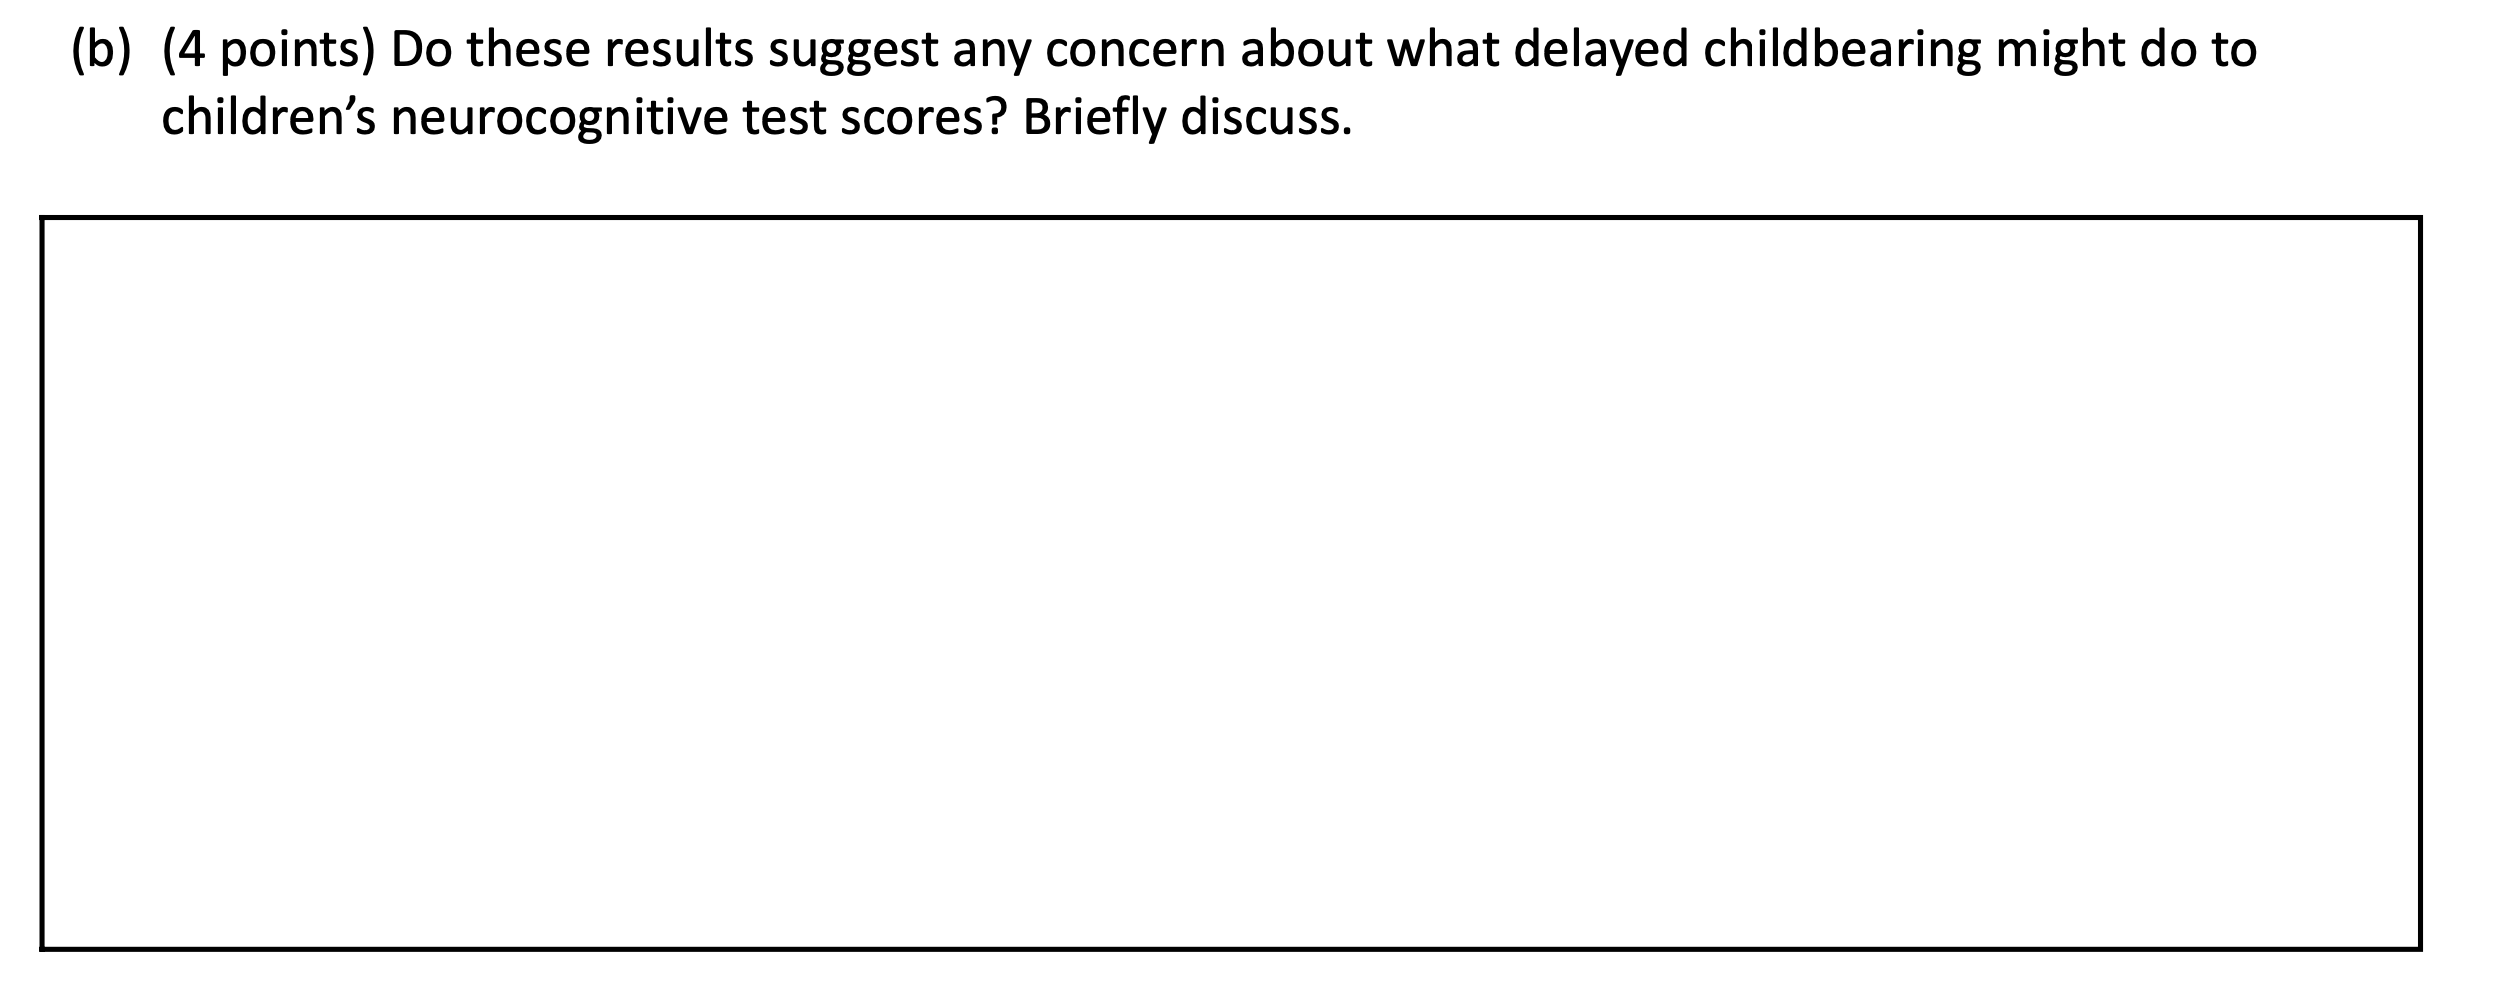 (b) (4 points) Do these results suggest any concern about what delayed childbearing might do to
children’s neurocognitive test scores? Briefly discuss.